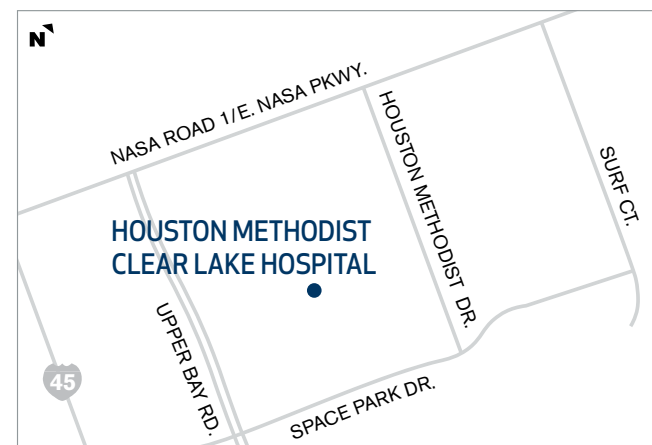 N
NASA ROAD 1/E. NASA PKWY.
HOUSTON METHODIST DR.
SURF CT.
HOUSTON METHODIST
CLEAR LAKE HOSPITAL
UPPER BAY RD.
45
SPACE PARK DR.